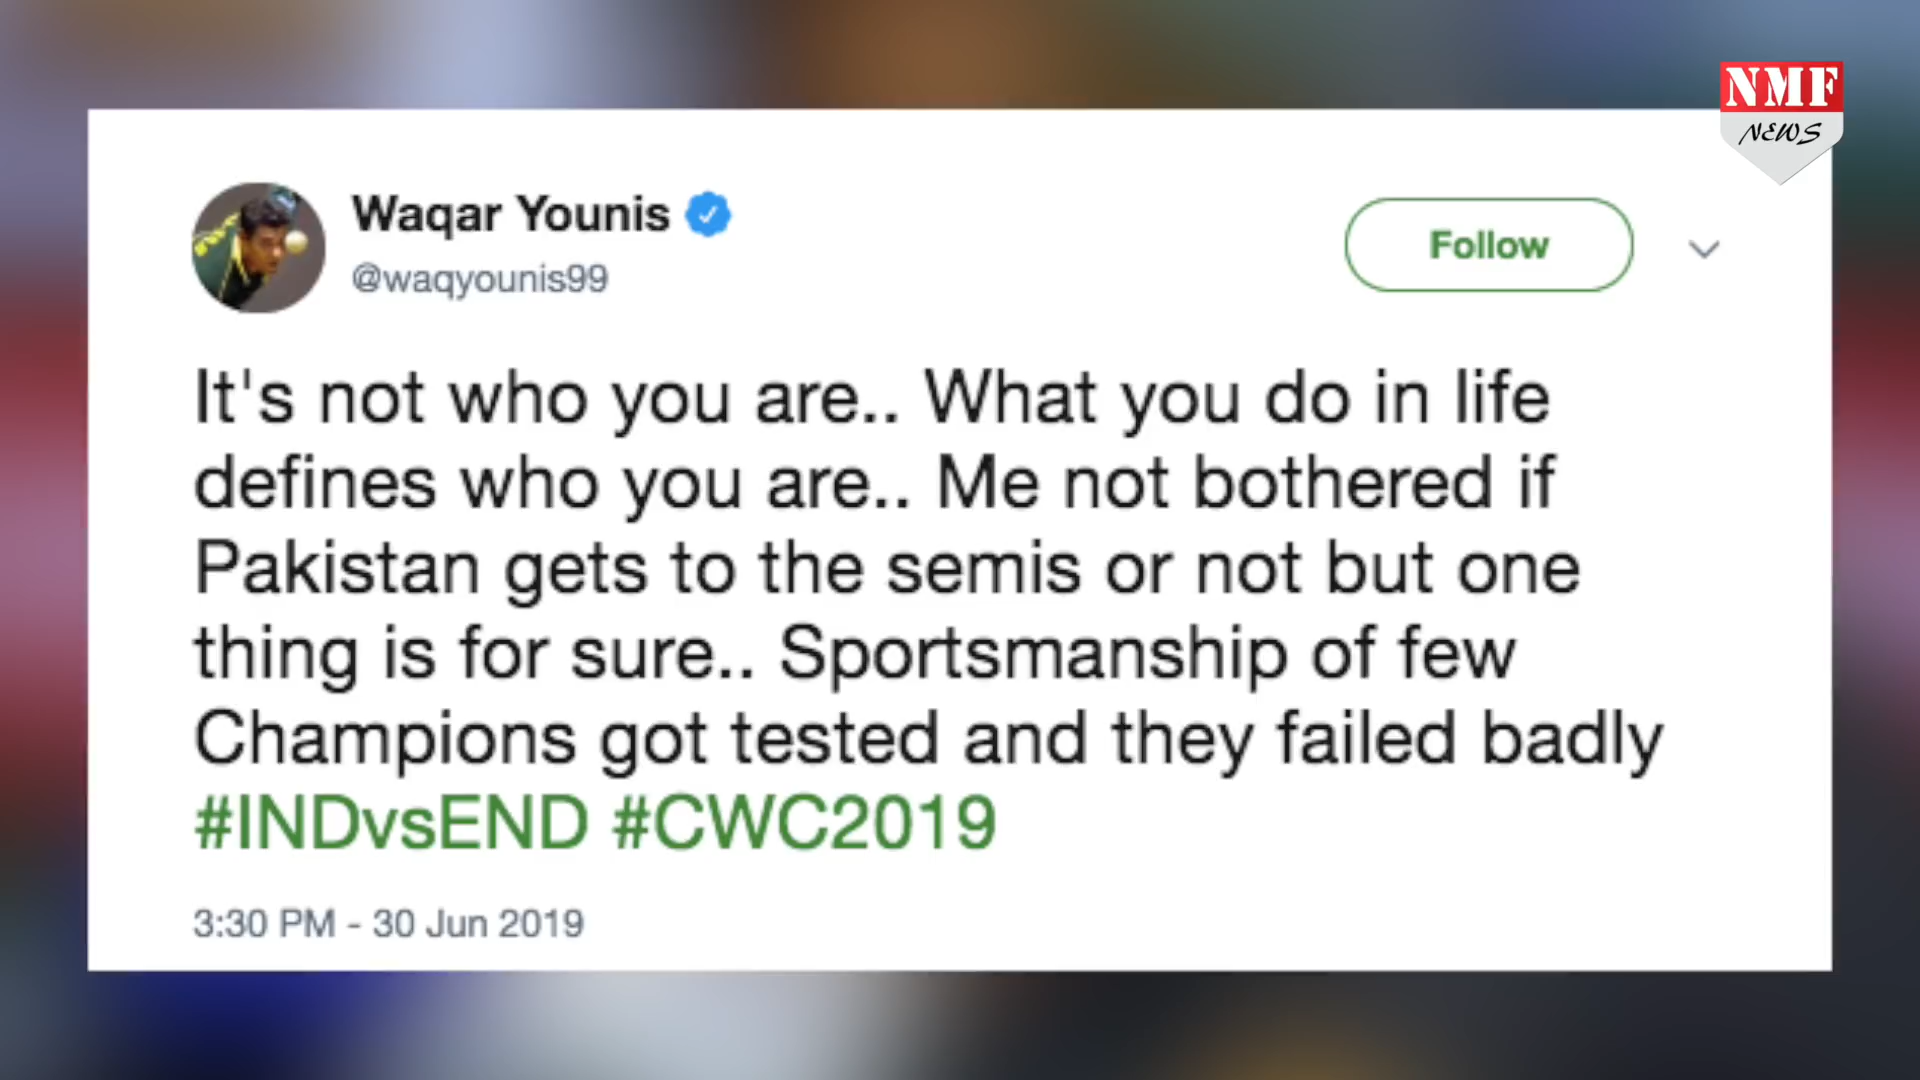 NMF
NEWS
Waqar Younis
@waqyounis99
Follow
It's not who you are.. What you do in life
defines who you are.. Me not bothered if
Pakistan gets to the semis or not but one
thing is for sure.. Sportsmanship of few
Champions got tested and they failed badly
#INDvsEND #CWC2019
3:30 PM - 30 Jun 2019